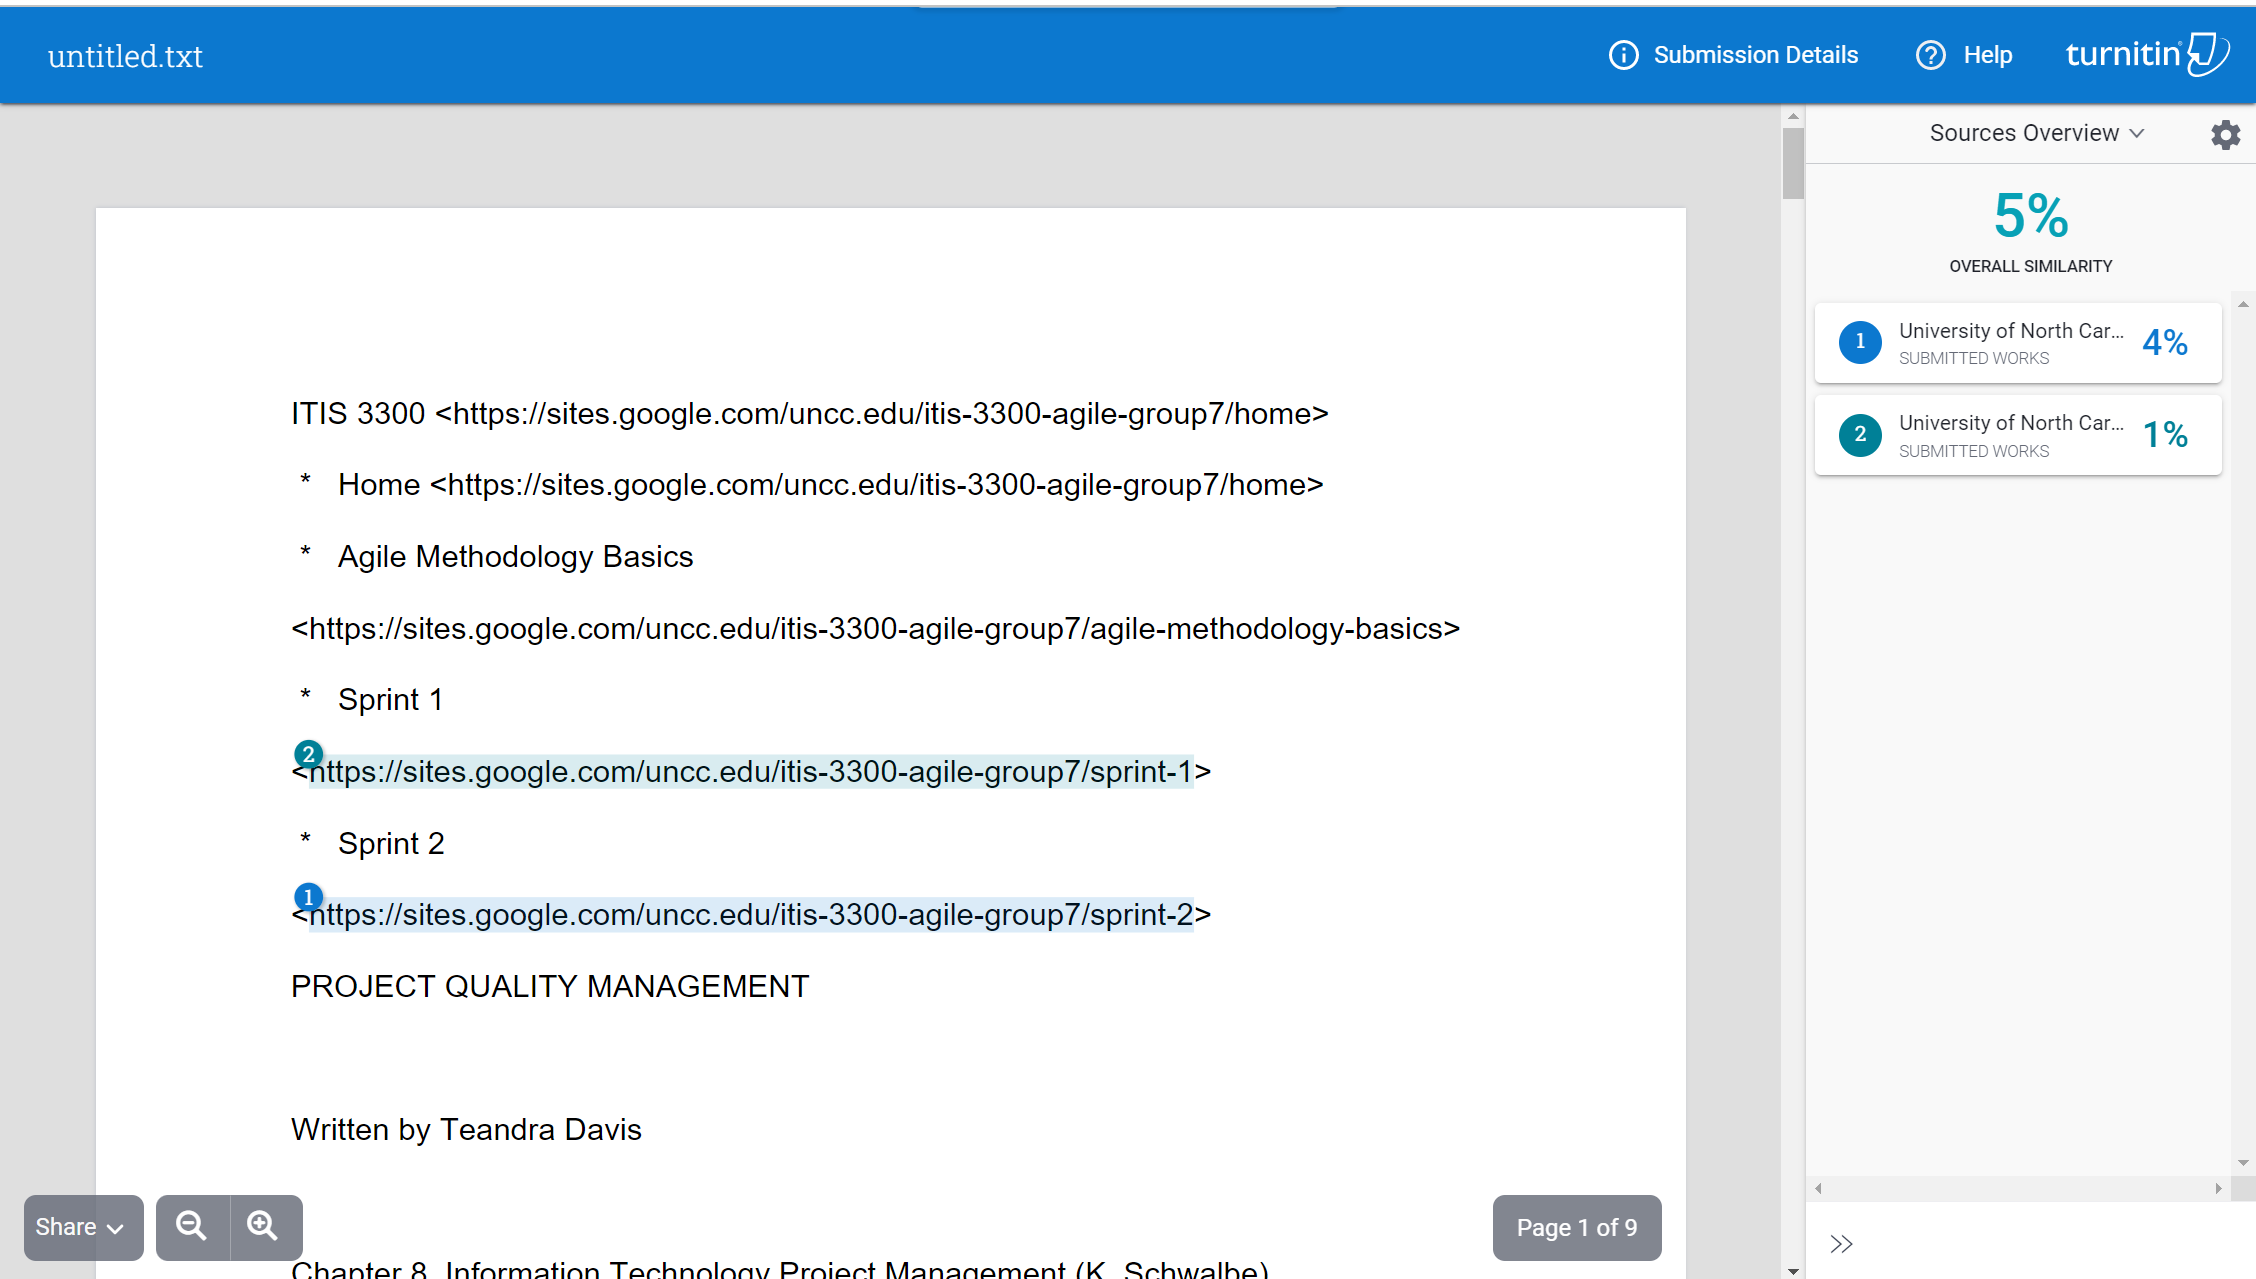 untitled.txt
Submission Details
Help
turnitin
Sources Overview
5%
OVERALL SIMILARITY
1 University of North Car... 4%
SUBMITTED WORKS
2 University of North Car... 1%
SUBMITTED WORKS
ITIS 3300 <https://sites.google.com/uncc.edu/itis-3300-agile-group7/home>
* Home <https://sites.google.com/uncc.edu/itis-3300-agile-group7/home>
* Agile Methodology Basics
<https://sites.google.com/uncc.edu/itis-3300-agile-group7/agile-methodology-basics>
* Sprint 1
2
<https://sites.google.com/uncc.edu/itis-3300-agile-group7/sprint-1>
* Sprint 2
1
<https://sites.google.com/uncc.edu/itis-3300-agile-group7/sprint-2>
PROJECT QUALITY MANAGEMENT
Written by Teandra Davis
Chapter 8, Information Technology Project Management (K. Schwalbe)
Share
Page 1 of 9